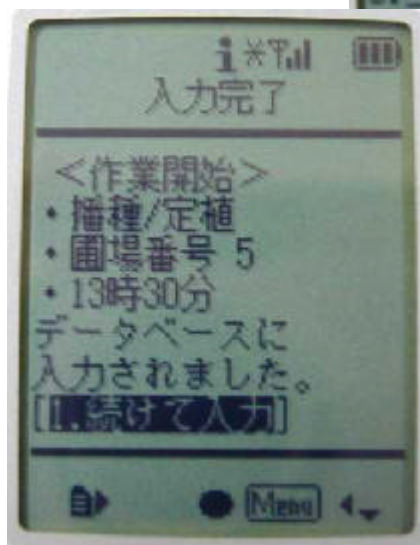 入力完了
<作業開始>
・播種/定植
・圃場番号 5
・13時30分
データベースに
入力されました。
[1.続けて入力]
Menu